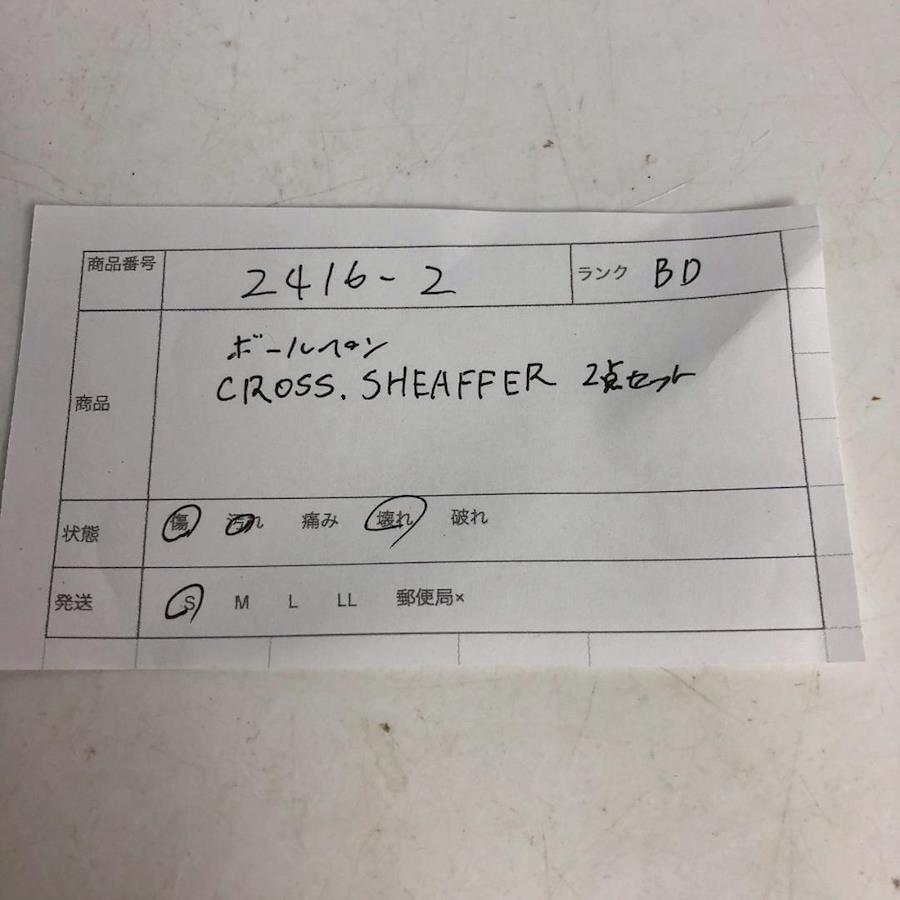 商品番号 2416-2 ランク BD
ボールペン
商品 CROSS. SHEAFFER 2点セット
状態 傷 汚れ 痛み 壊れ 破れ
発送 S M L LL 郵便局×